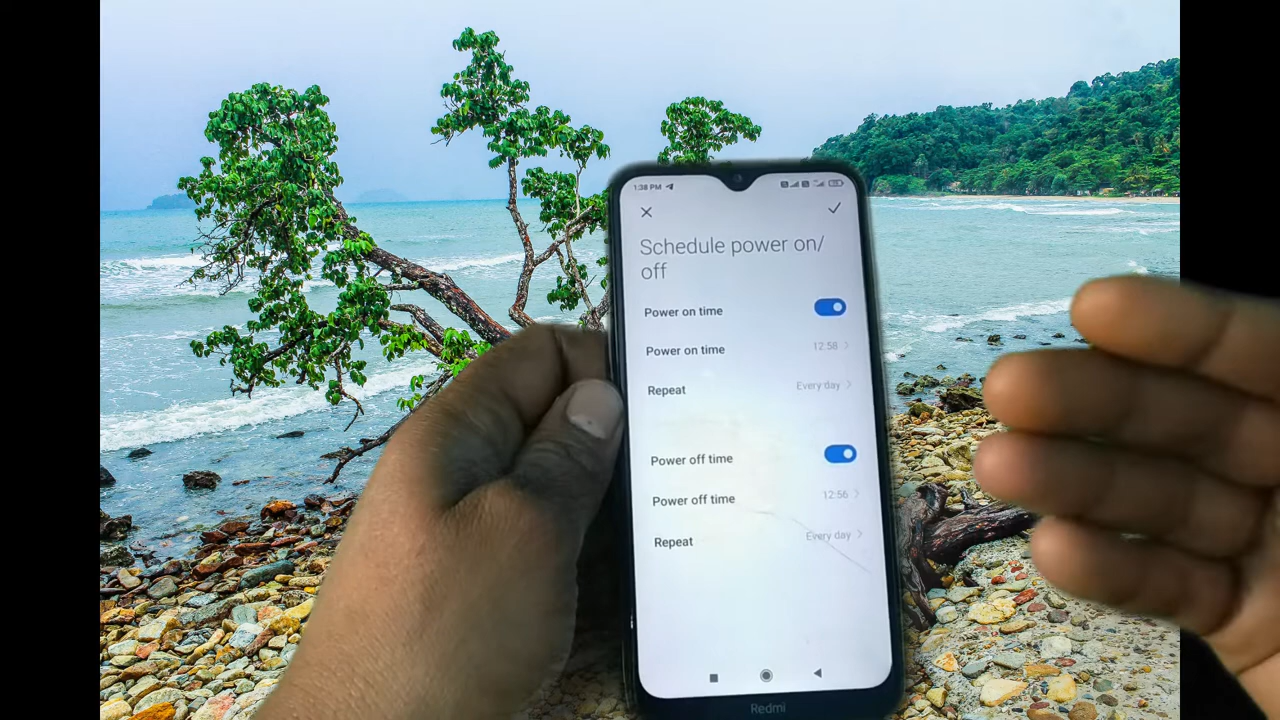 1:38 PM
Schedule power on/
off
Power on time
Power on time 12:58
Repeat Every day
Power off time
Power off time 12:56
Repeat Every day
Redmi